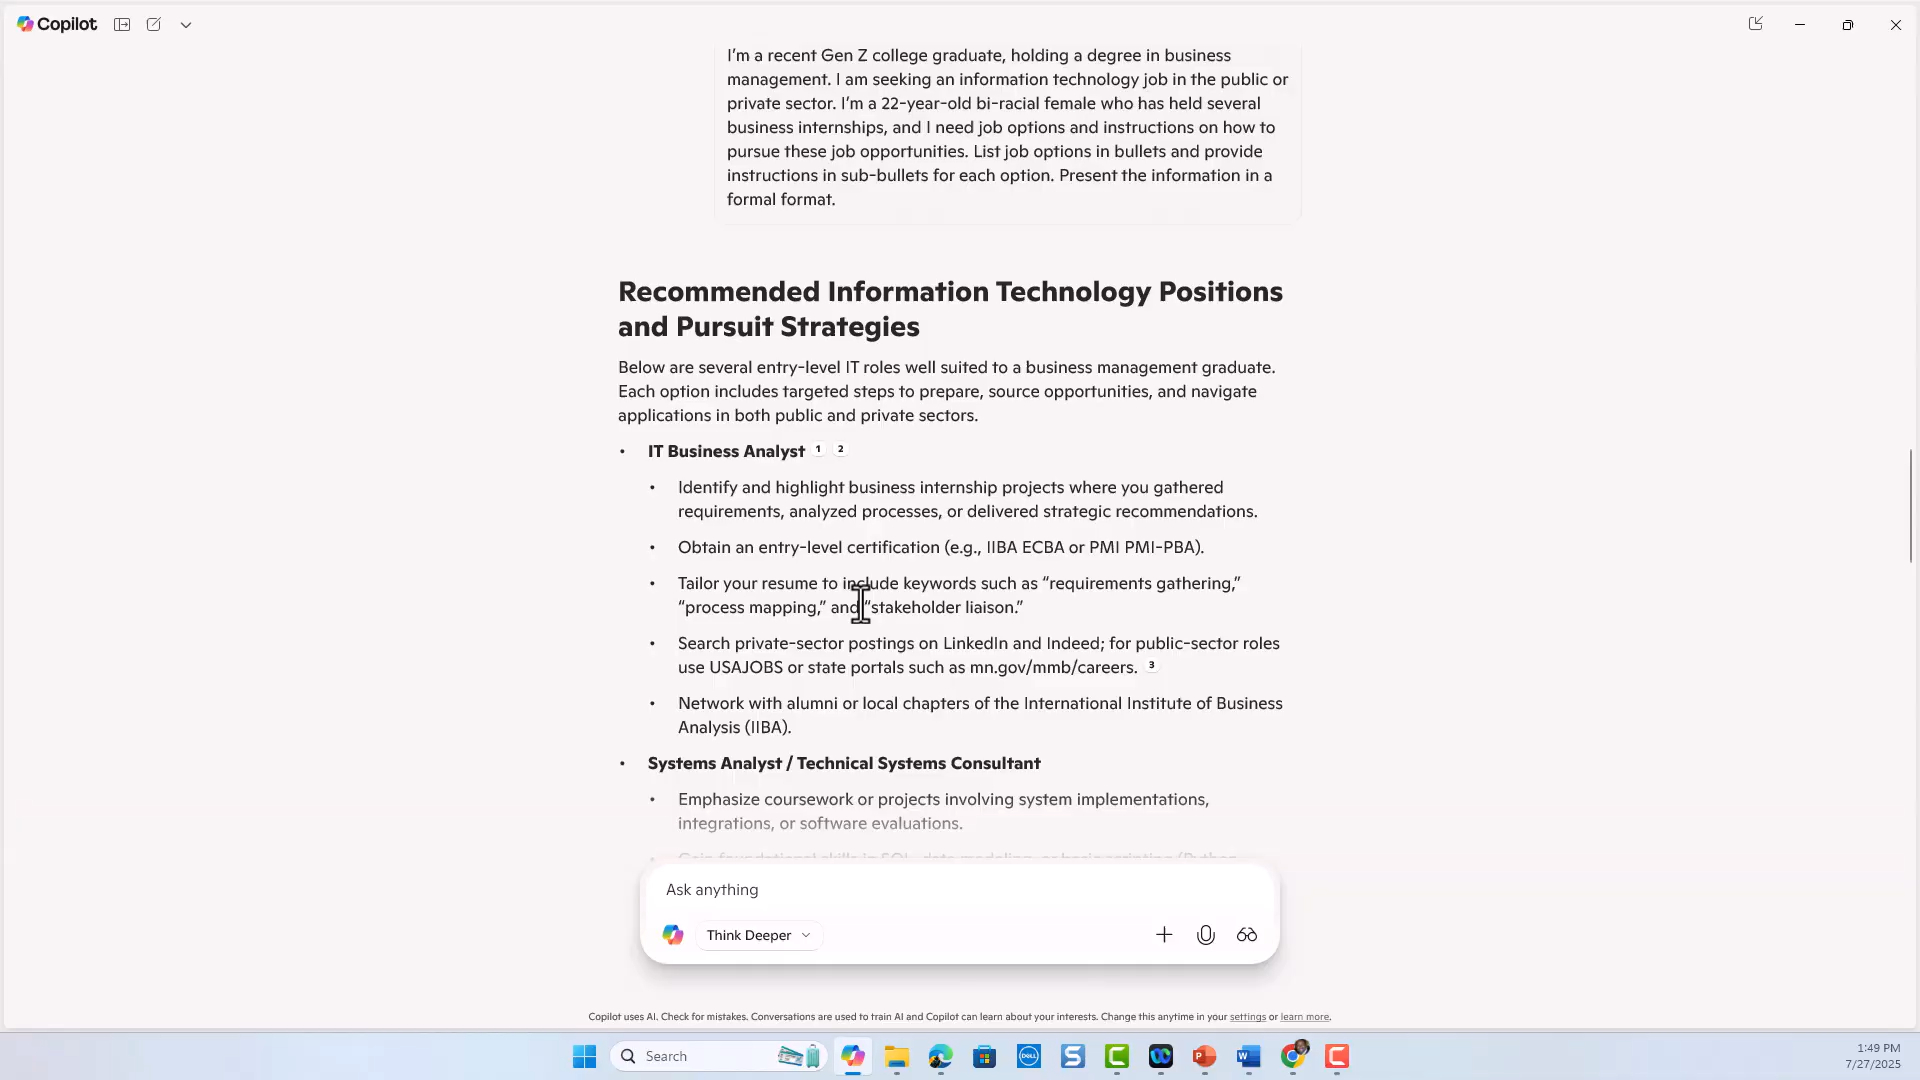 Copilot
I'm a recent Gen Z college graduate, holding a degree in business
management. I am seeking an information technology job in the public or
private sector. I'm a 22-year-old bi-racial female who has held several
business internships, and I need job options and instructions on how to
pursue these job opportunities. List job options in bullets and provide
instructions in sub-bullets for each option. Present the information in a
formal format.
Recommended Information Technology Positions
and Pursuit Strategies
Below are several entry-level IT roles well suited to a business management graduate.
Each option includes targeted steps to prepare, source opportunities, and navigate
applications in both public and private sectors.
• IT Business Analyst 1 2
• Identify and highlight business internship projects where you gathered
requirements, analyzed processes, or delivered strategic recommendations.
• Obtain an entry-level certification (e.g., IIBA ECBA or PMI PMI-PBA).
• Tailor your resume to include keywords such as “requirements gathering,”
“process mapping,” and “stakeholder liaison.”
• Search private-sector postings on LinkedIn and Indeed; for public-sector roles
use USAJOBS or state portals such as mn.gov/mmb/careers. 3
• Network with alumni or local chapters of the International Institute of Business
Analysis (IIBA).
• Systems Analyst / Technical Systems Consultant
• Emphasize coursework or projects involving system implementations,
integrations, or software evaluations.
• Gain foundational skills in SQL, data modeling, or basic scripting (Python
Ask anything
Think Deeper
Copilot uses AI. Check for mistakes. Conversations are used to train AI and Copilot can learn about your interests. Change this anytime in your settings or learn more.
Search
DELL
1:49 PM
7/27/2025